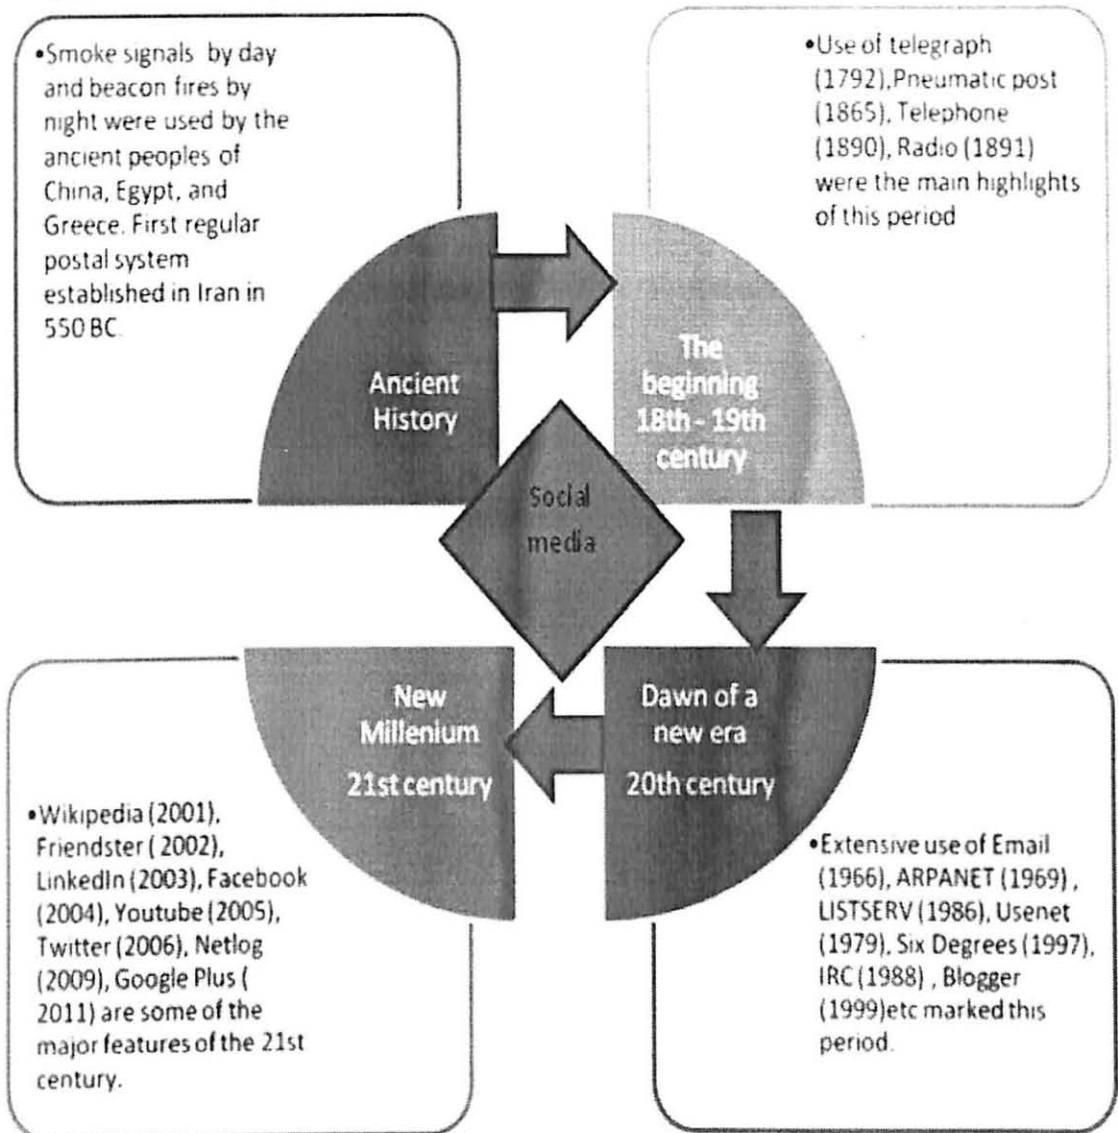 •Smoke signals by day
and beacon fires by
night were used by the
ancient peoples of
China, Egypt, and
Greece. First regular
postal system
established in Iran in
550 BC.
•Use of telegraph
(1792),Pneumatic post
(1865), Telephone
(1890), Radio (1891)
were the main highlights
of this period
Ancient
History
The
beginning
18th - 19th
century
Social
media
New
Millenium
21st century
Dawn of a
new era
20th century
•Wikipedia (2001),
Friendster ( 2002),
LinkedIn (2003), Facebook
(2004), Youtube (2005),
Twitter (2006), Netlog
(2009), Google Plus (
2011) are some of the
major features of the 21st
century.
•Extensive use of Email
(1966), ARPANET (1969) ,
LISTSERV (1986), Usenet
(1979), Six Degrees (1997),
IRC (1988) , Blogger
(1999)etc marked this
period.